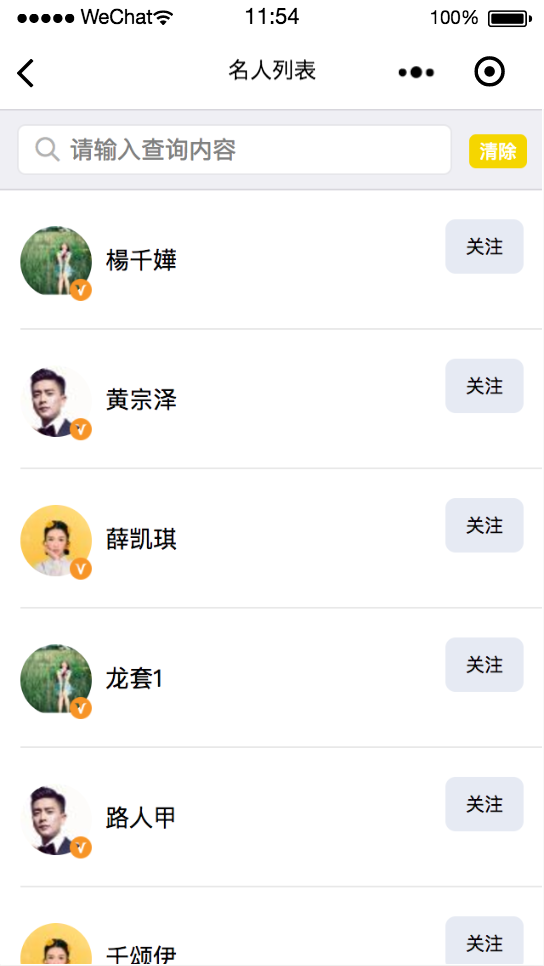 WeChat 11:54 100%
名人列表
请输入查询内容 清除
楊千嬅 关注
黄宗泽 关注
薛凯琪 关注
龙套1 关注
路人甲 关注
千颂伊 关注